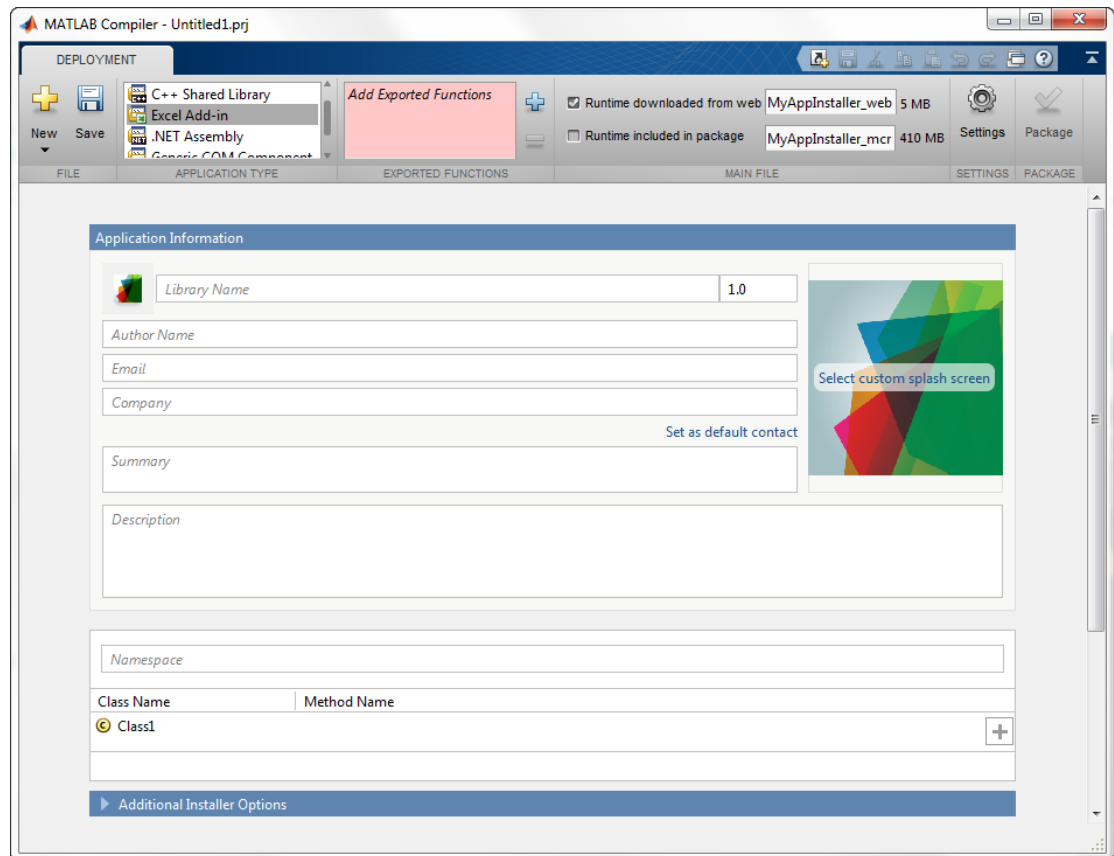 MATLAB Compiler - Untitled1.prj
DEPLOYMENT
New
Save
C++ Shared Library
Excel Add-in
.NET Assembly
Generic COM Component
Add Exported Functions
Runtime downloaded from web MyAppInstaller_web 5 MB
Runtime included in package MyAppInstaller_mcr 410 MB
Settings
Package
FILE APPLICATION TYPE EXPORTED FUNCTIONS MAIN FILE SETTINGS PACKAGE
Application Information
Library Name 1.0
Author Name
Email
Company
Set as default contact
Select custom splash screen
Summary
Description
Namespace
Class Name Method Name
Class1
Additional Installer Options